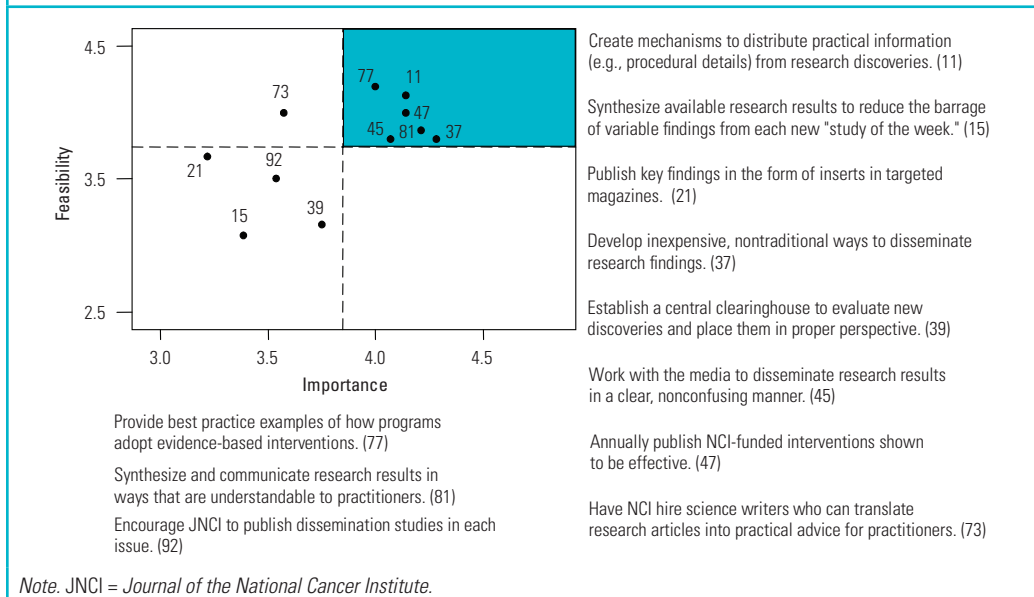 4.5
3.5
2.5
Feasibility
77
11
73
47
45
81
37
21
92
15
39
3.0
3.5
4.0
4.5
Importance
Create mechanisms to distribute practical information
(e.g., procedural details) from research discoveries. (11)
Synthesize available research results to reduce the barrage
of variable findings from each new "study of the week." (15)
Publish key findings in the form of inserts in targeted
magazines. (21)
Develop inexpensive, nontraditional ways to disseminate
research findings. (37)
Establish a central clearinghouse to evaluate new
discoveries and place them in proper perspective. (39)
Work with the media to disseminate research results
in a clear, nonconfusing manner. (45)
Annually publish NCI-funded interventions shown
to be effective. (47)
Have NCI hire science writers who can translate
research articles into practical advice for practitioners. (73)
Provide best practice examples of how programs
adopt evidence-based interventions. (77)
Synthesize and communicate research results in
ways that are understandable to practitioners. (81)
Encourage JNCI to publish dissemination studies in each
issue. (92)
Note. JNCI = Journal of the National Cancer Institute.